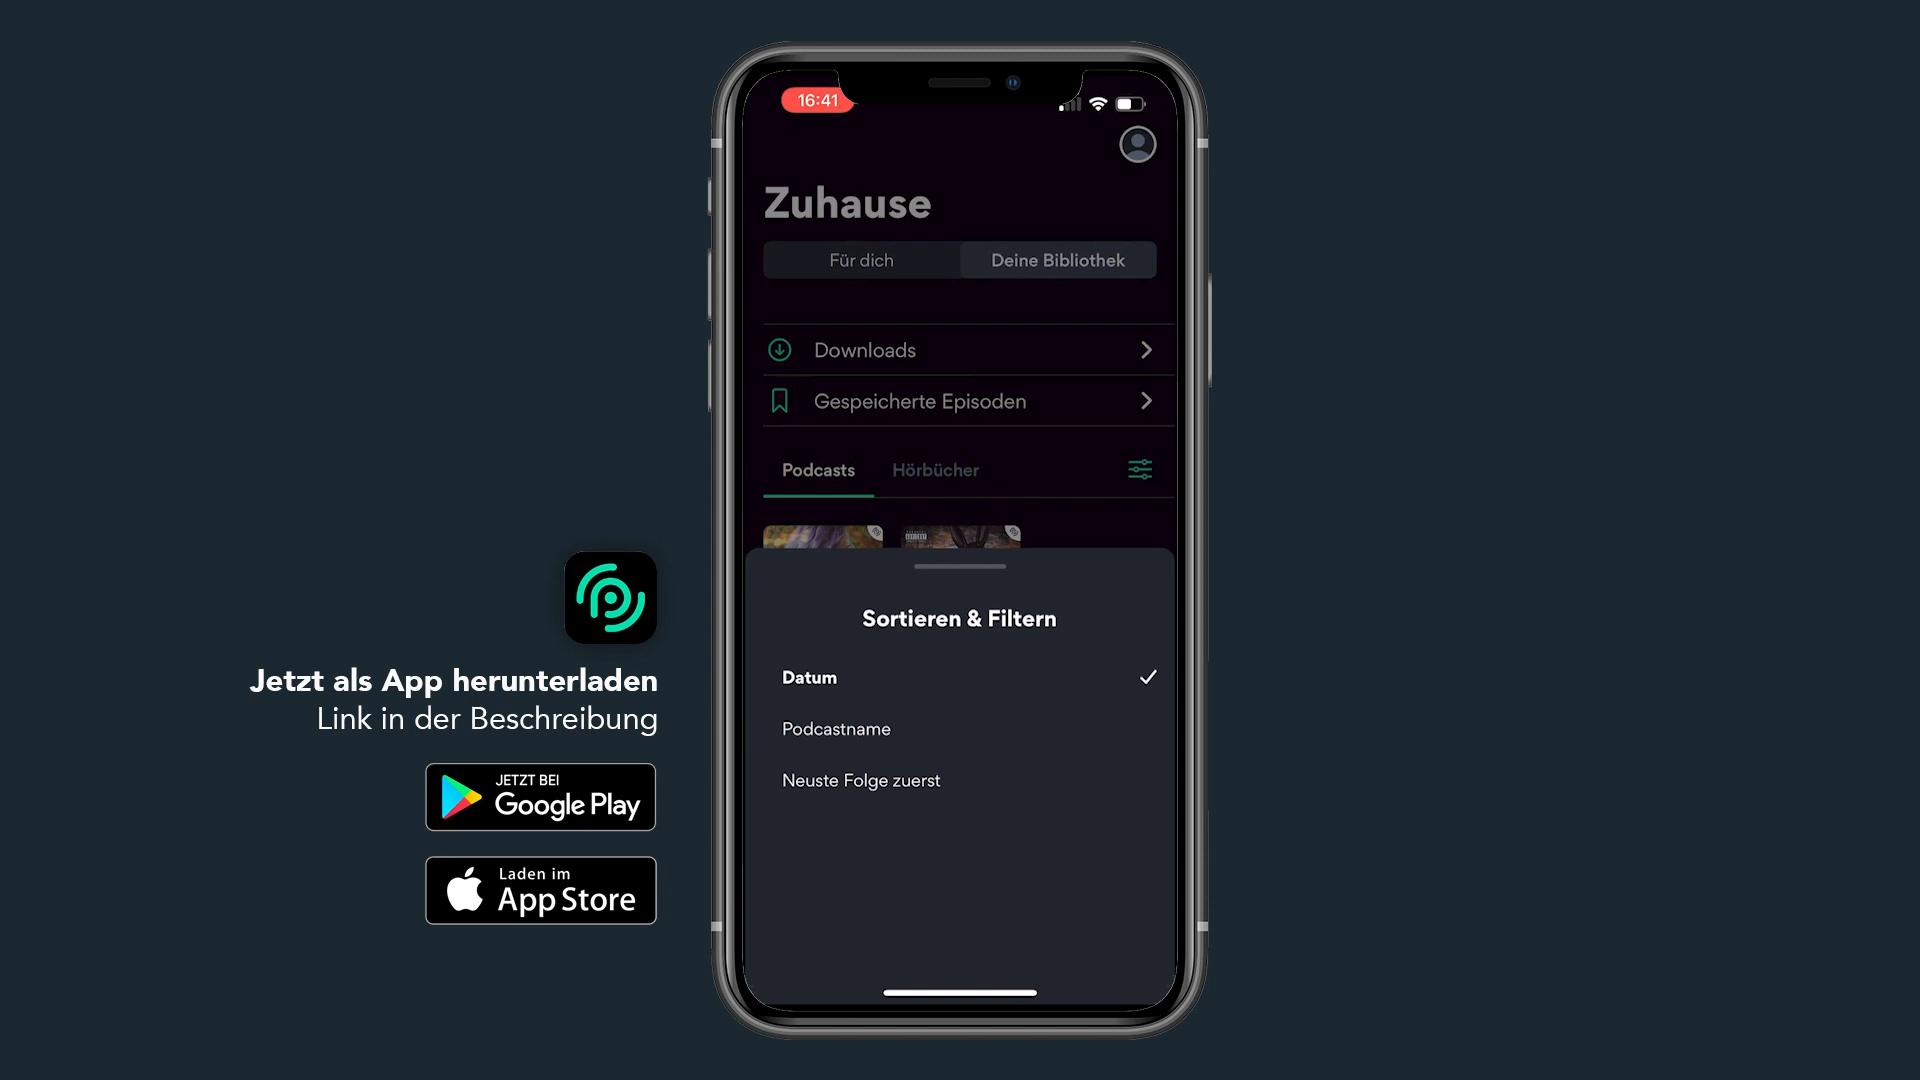 16:41
Zuhause
Für dich
Deine Bibliothek
Downloads
Gespeicherte Episoden
Podcasts
Hörbücher
Sortieren & Filtern
Datum
Podcastname
Neuste Folge zuerst
Jetzt als App herunterladen
Link in der Beschreibung
JETZT BEI
Google Play
Laden im
App Store